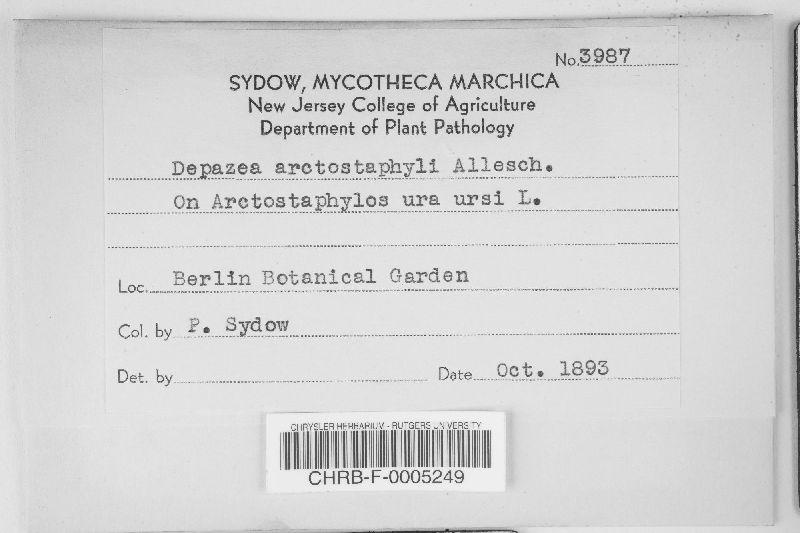 No. 3987
SYDOW, MYCOTHECA MARCHICA
New Jersey College of Agriculture
Department of Plant Pathology
Depazea arctostaphyli Allesch.
On Arctostaphylos ura ursi L.
Loc. Berlin Botanical Garden
Col. by P. Sydow
Det. by Date Oct. 1893
CHRYSLER HERBARIUM - RUTGERS UNIVERSITY
CHRB-F-0005249